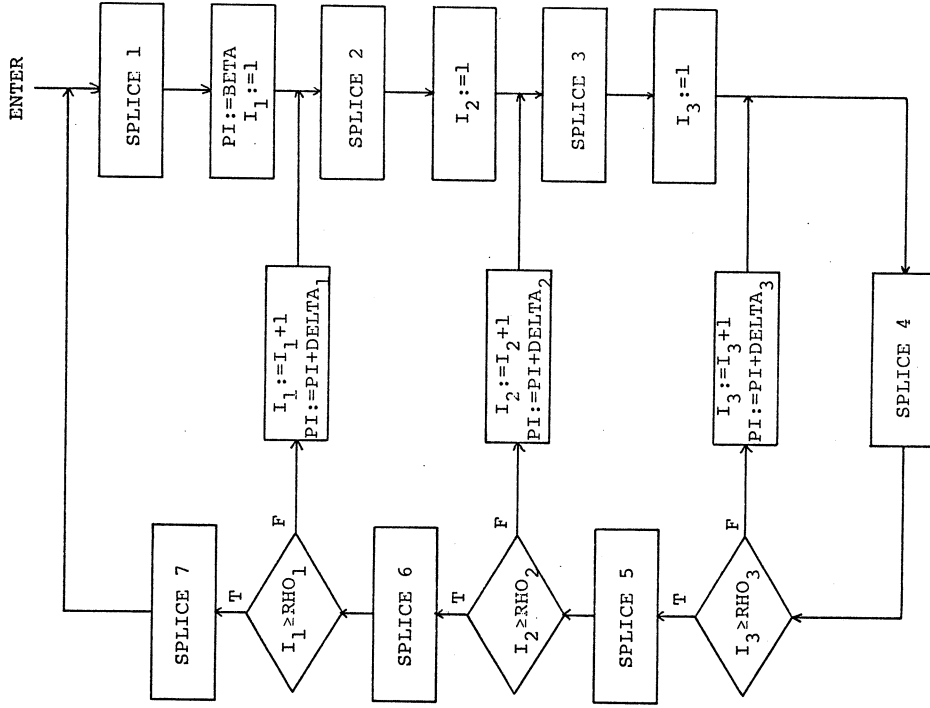 ENTER
SPLICE 1
PI:=BETA
I1:=1
SPLICE 2
I2:=1
SPLICE 3
I3:=1
SPLICE 4
I3≥RHO3
T
F
I3:=I3+1
PI:=PI+DELTA3
SPLICE 5
I2≥RHO2
T
F
I2:=I2+1
PI:=PI+DELTA2
SPLICE 6
I1≥RHO1
T
F
I1:=I1+1
PI:=PI+DELTA1
SPLICE 7